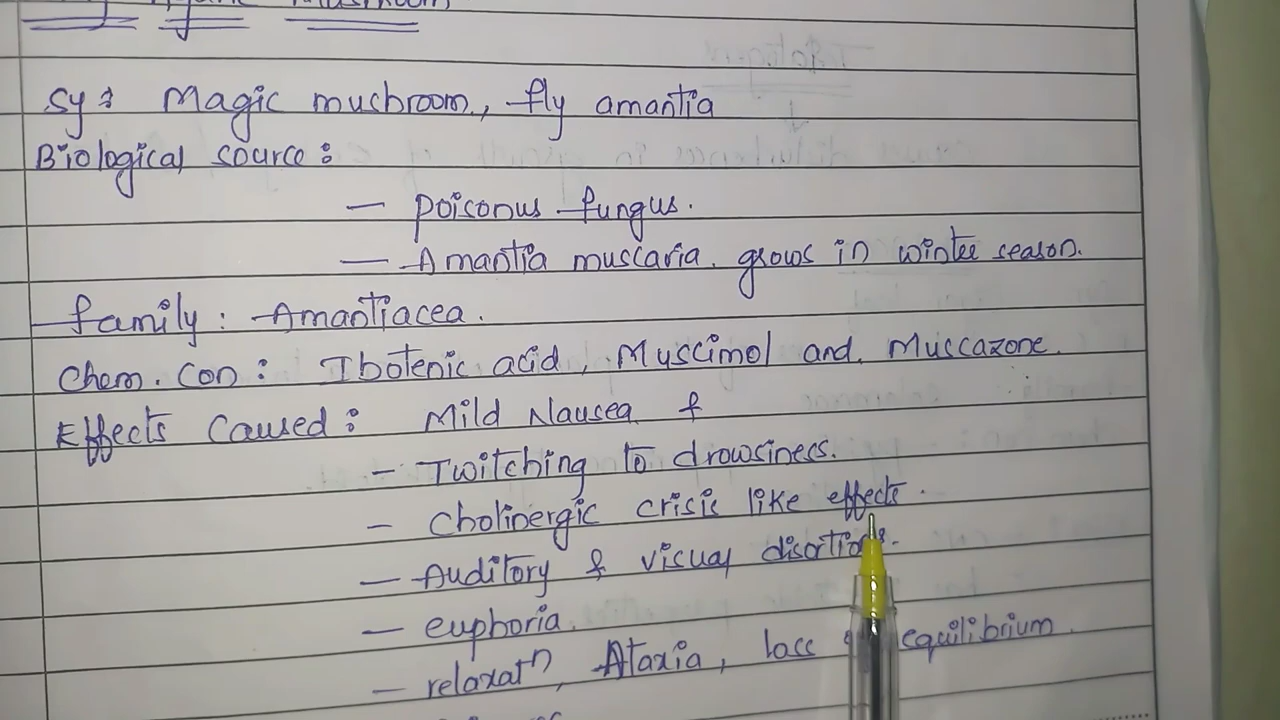 Sy: Magic mushroom, fly amantia
Biological source:
— Poisonus fungus.
— Amantia muscaria. grows in winter season.
Family: Amantiacea.
Chem. Con: Ibotenic acid, Muscimol and Muscazone.
Effects Caused: Mild Nausea &
- Twitching to drowsiness.
- Cholinergic crisis like effects.
- Auditory & visual disortions.
- euphoria.
- relaxatn, Ataxia, loss equilibrium